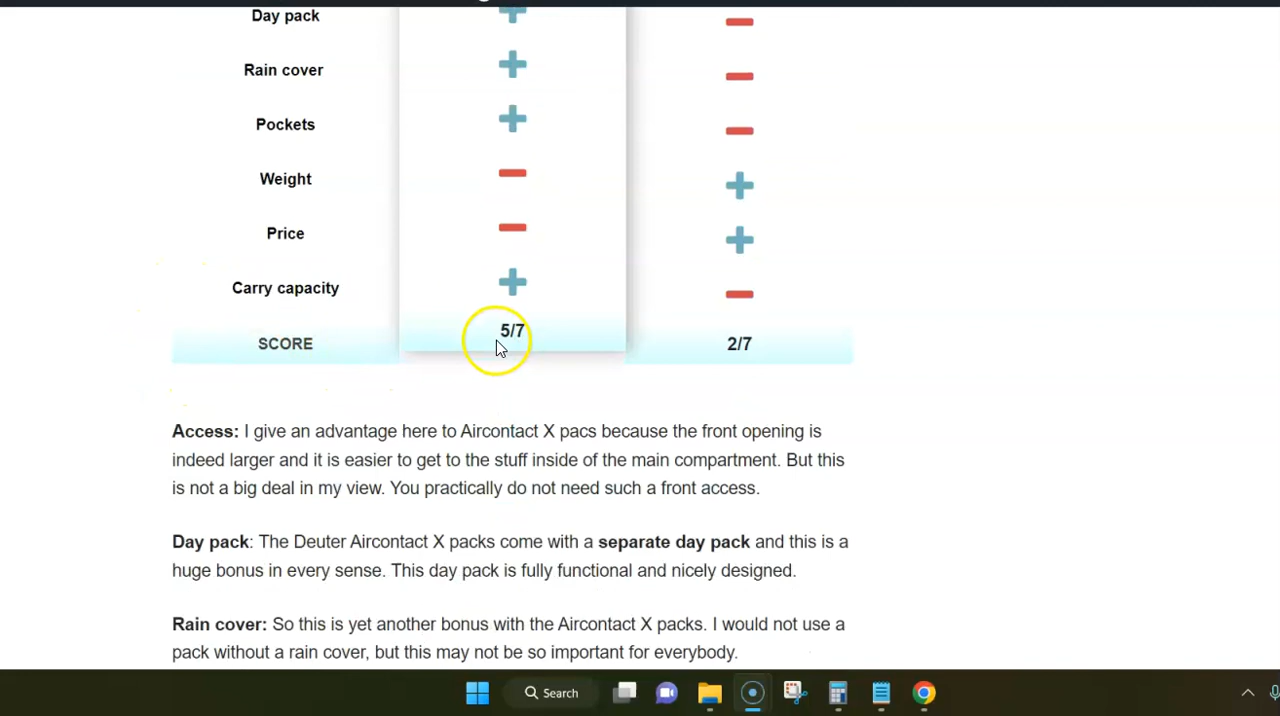 Day pack
Rain cover
Pockets
Weight
Price
Carry capacity
SCORE 5/7 2/7
Access: I give an advantage here to Aircontact X pacs because the front opening is
indeed larger and it is easier to get to the stuff inside of the main compartment. But this
is not a big deal in my view. You practically do not need such a front access.
Day pack: The Deuter Aircontact X packs come with a separate day pack and this is a
huge bonus in every sense. This day pack is fully functional and nicely designed.
Rain cover: So this is yet another bonus with the Aircontact X packs. I would not use a
pack without a rain cover, but this may not be so important for everybody.
Search